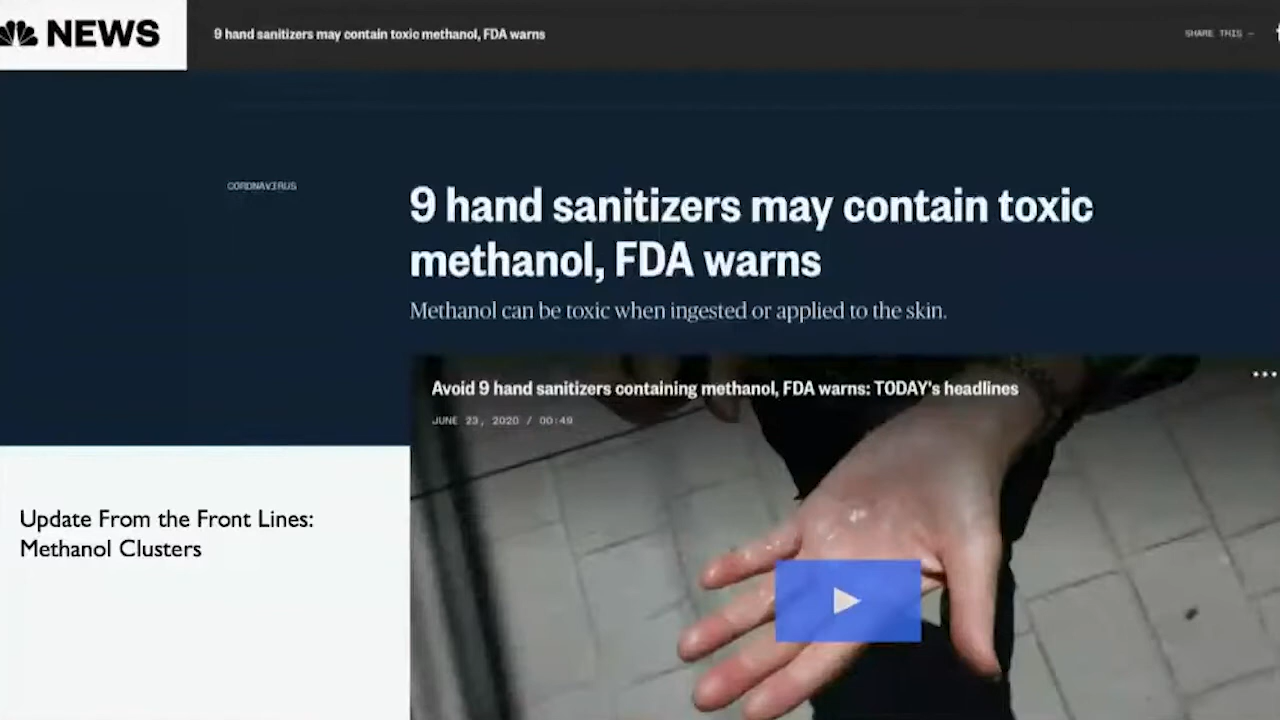 NEWS
9 hand sanitizers may contain toxic methanol, FDA warns
SHARE THIS –
CORONAVIRUS
9 hand sanitizers may contain toxic
methanol, FDA warns
Methanol can be toxic when ingested or applied to the skin.
Avoid 9 hand sanitizers containing methanol, FDA warns: TODAY's headlines
JUNE 23, 2020 / 00:49
Update From the Front Lines:
Methanol Clusters